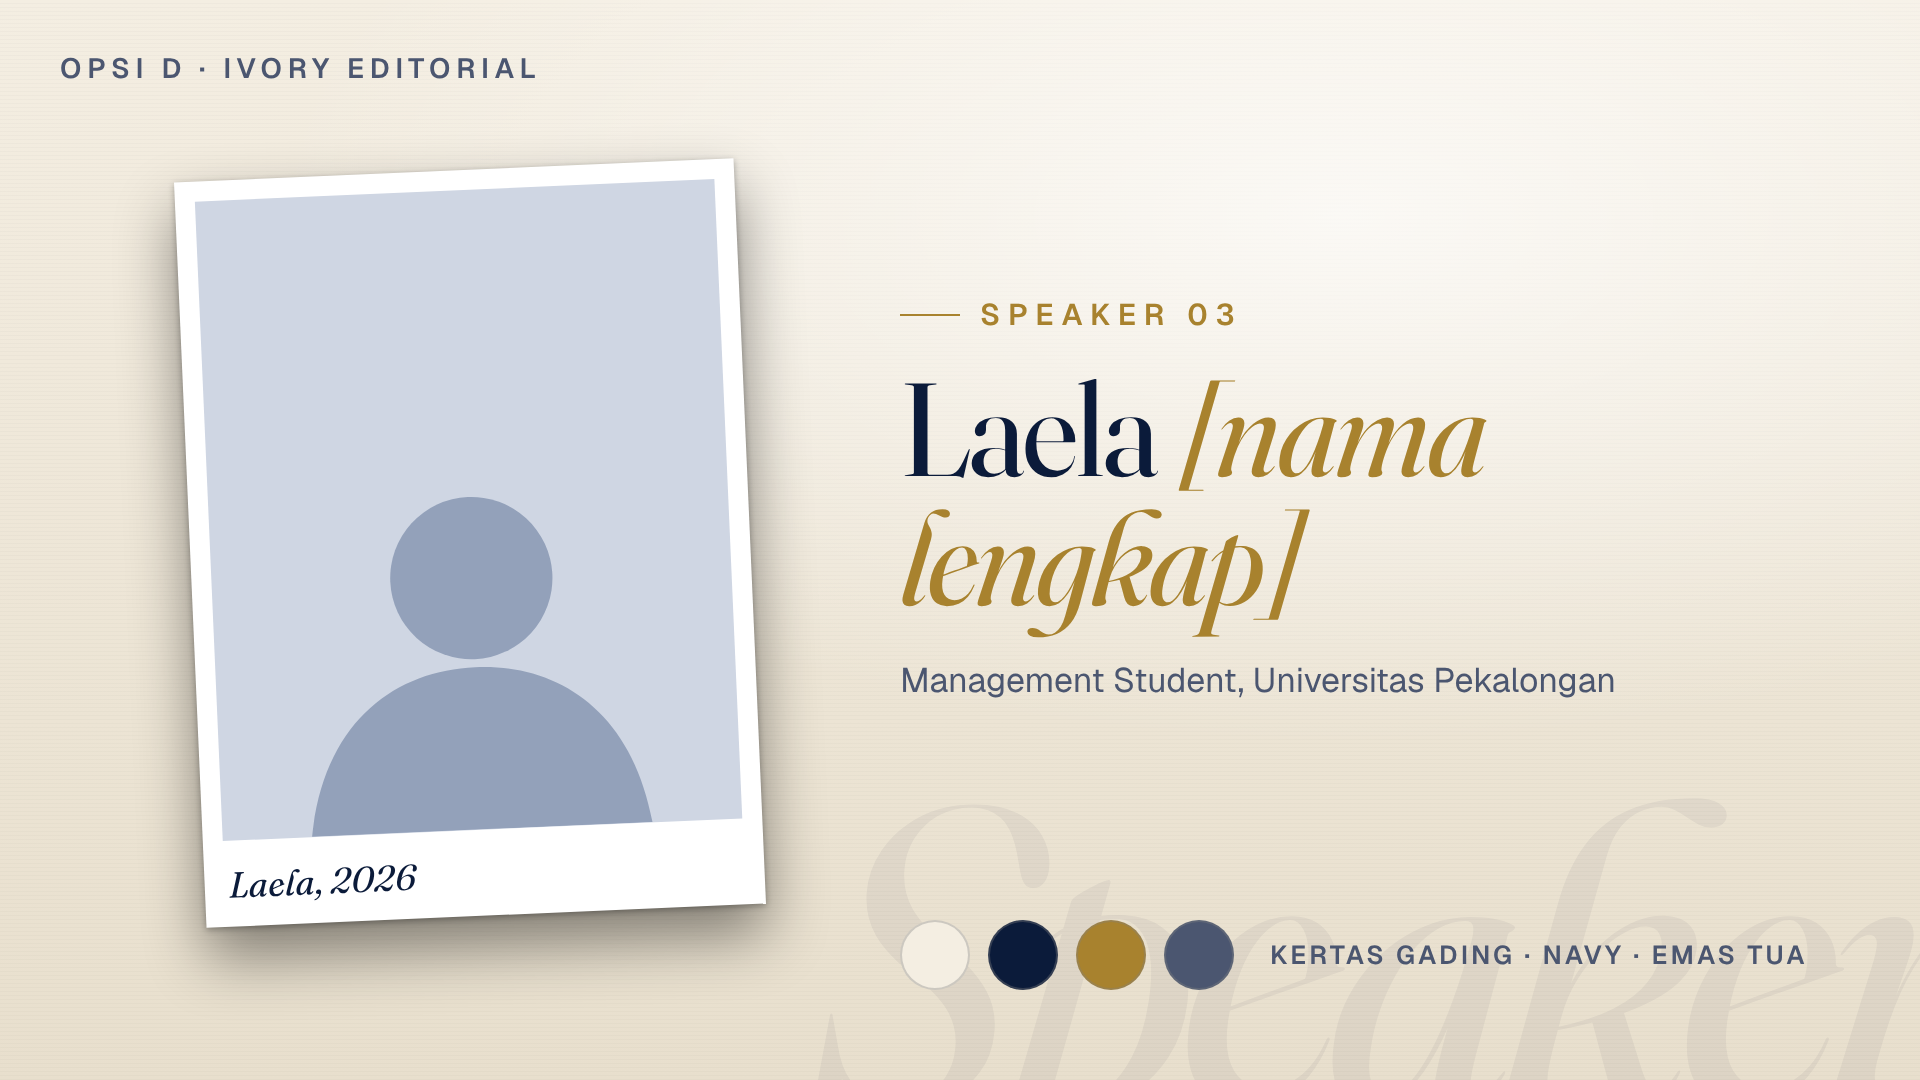 OPSI D · IVORY EDITORIAL
SPEAKER 03
Laela [nama
lengkap]
Management Student, Universitas Pekalongan
Laela, 2026
KERTAS GADING · NAVY · EMAS TUA
Speaker